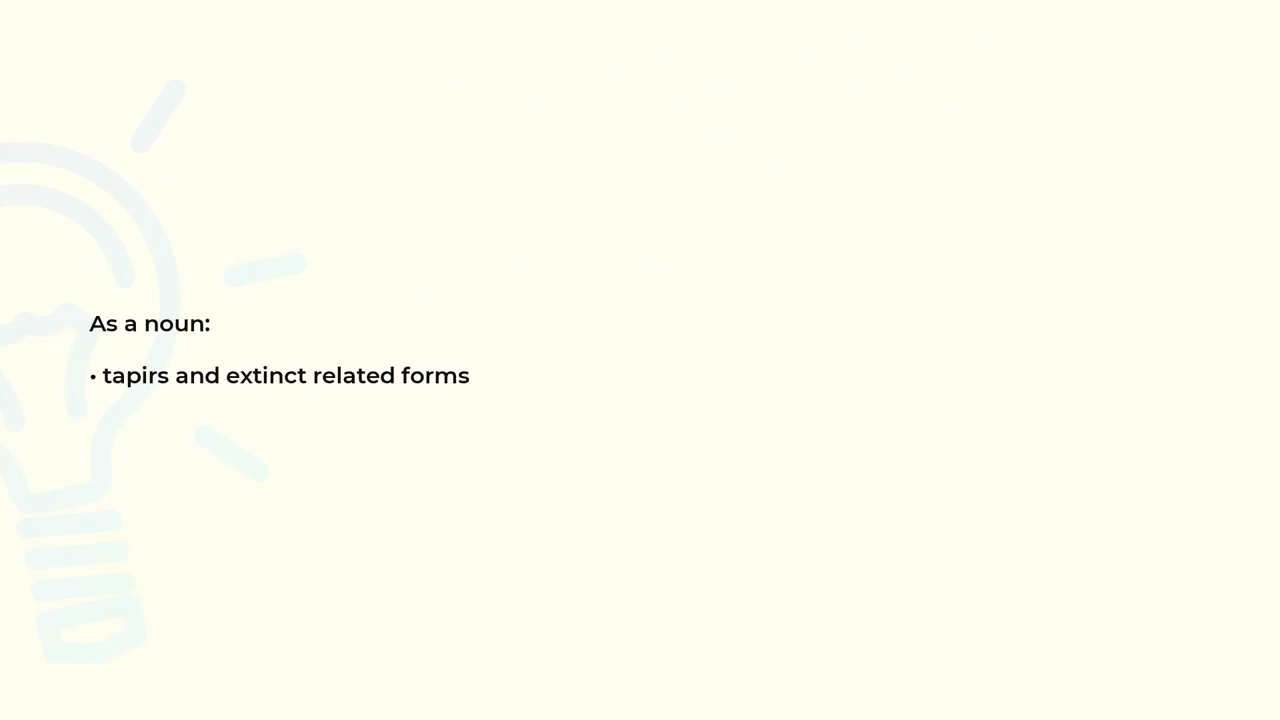 As a noun:
• tapirs and extinct related forms